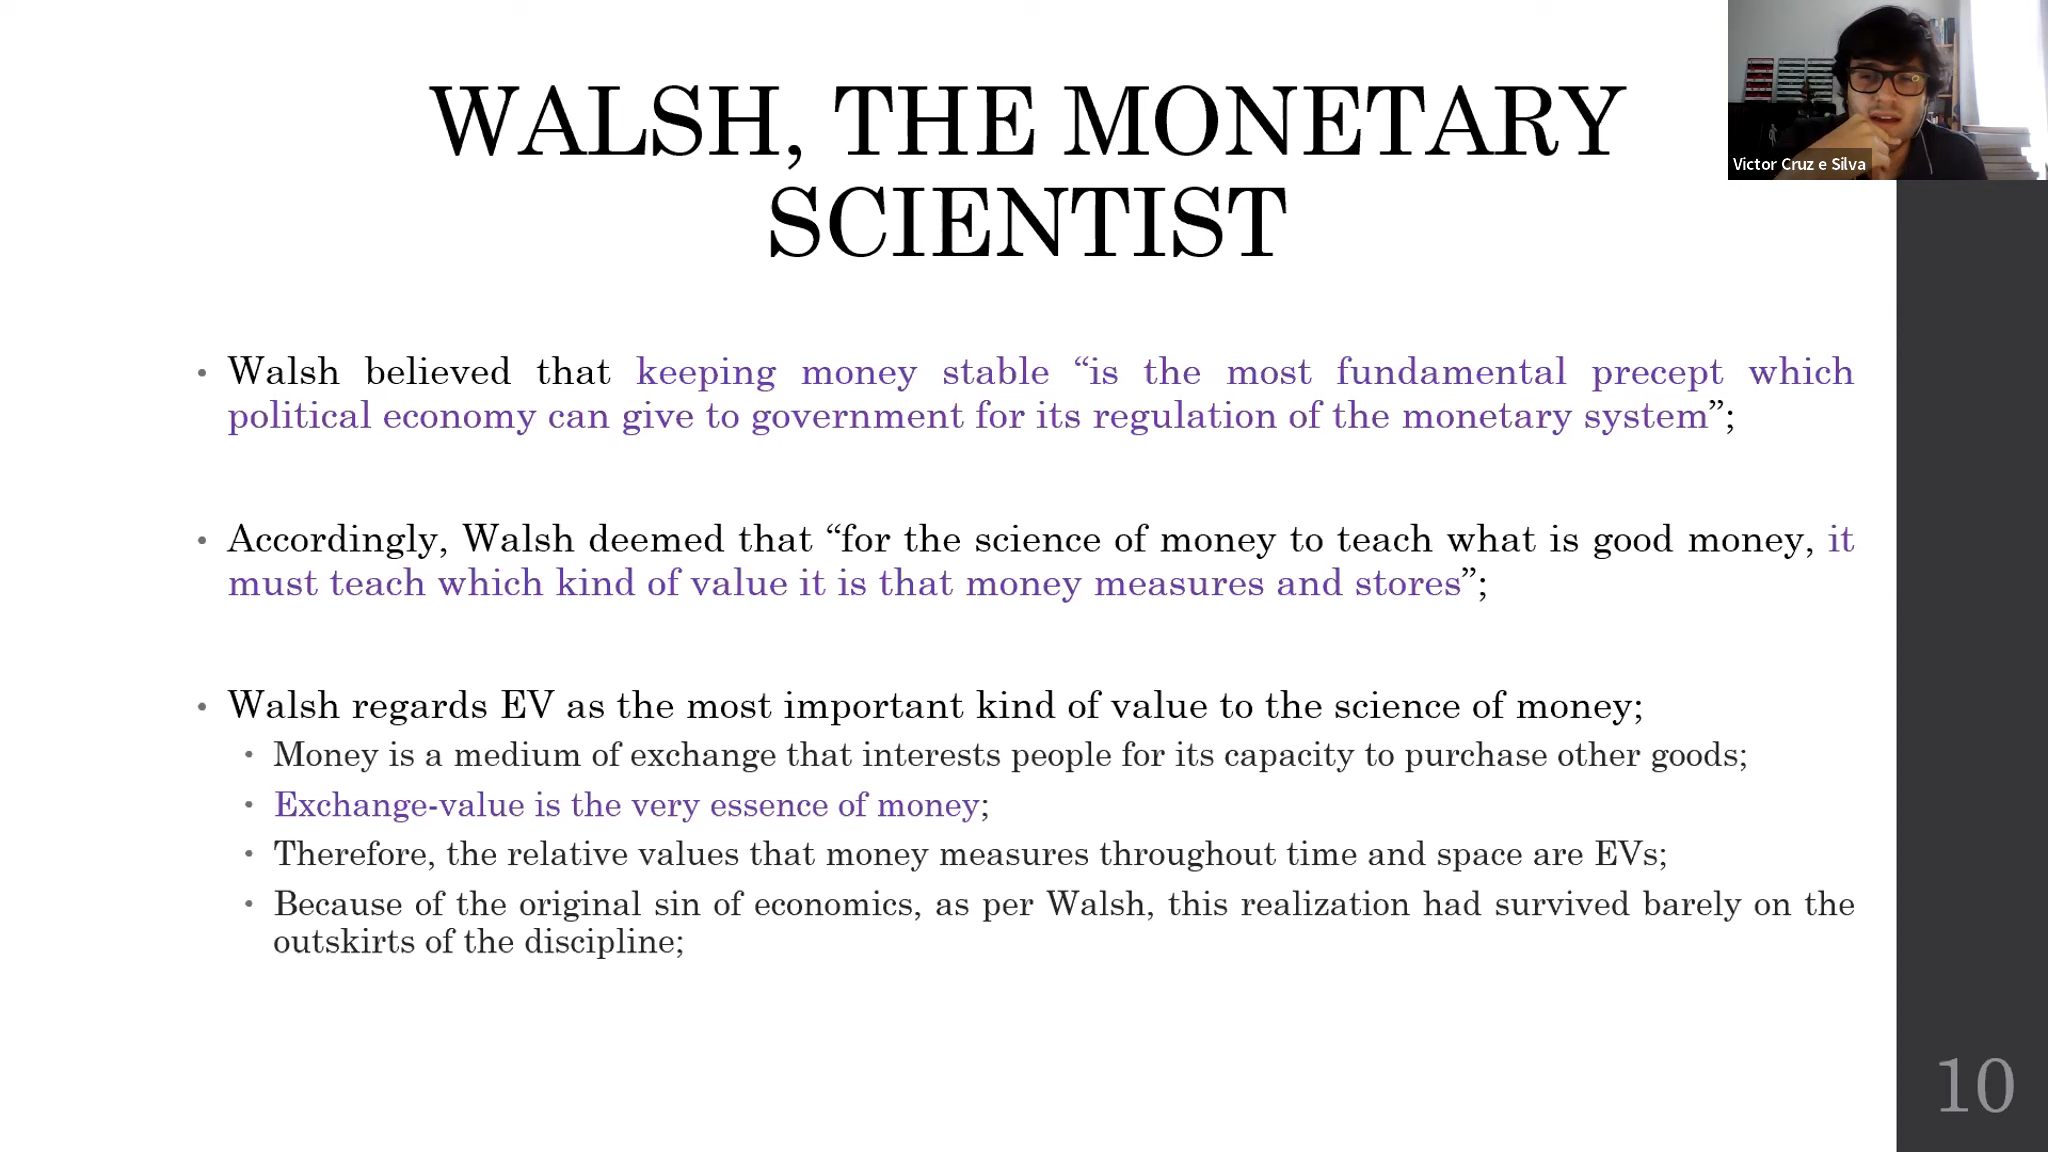 WALSH, THE MONETARY
SCIENTIST
Victor Cruz e Silva
• Walsh believed that keeping money stable “is the most fundamental precept which
political economy can give to government for its regulation of the monetary system”;
• Accordingly, Walsh deemed that “for the science of money to teach what is good money, it
must teach which kind of value it is that money measures and stores”;
• Walsh regards EV as the most important kind of value to the science of money;
• Money is a medium of exchange that interests people for its capacity to purchase other goods;
• Exchange-value is the very essence of money;
• Therefore, the relative values that money measures throughout time and space are EVs;
• Because of the original sin of economics, as per Walsh, this realization had survived barely on the
outskirts of the discipline;
10